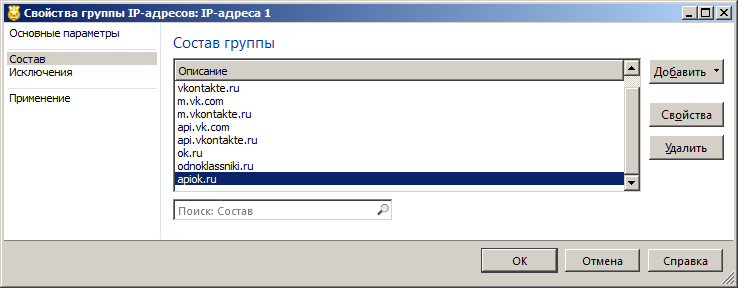 Свойства группы IP-адресов: IP-адреса 1
Основные параметры
Состав
Исключения
Применение
Состав группы
Описание
vkontakte.ru
m.vk.com
m.vkontakte.ru
api.vk.com
api.vkontakte.ru
ok.ru
odnoklassniki.ru
apiok.ru
Поиск: Состав
Добавить
Свойства
Удалить
OK
Отмена
Справка